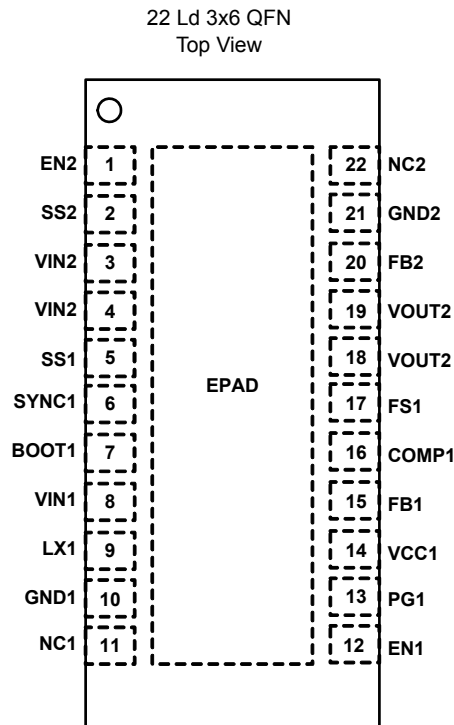 22 Ld 3x6 QFN
Top View
EN2 1 22 NC2
SS2 2 21 GND2
VIN2 3 20 FB2
VIN2 4 19 VOUT2
SS1 5 18 VOUT2
EPAD
SYNC1 6 17 FS1
BOOT1 7 16 COMP1
VIN1 8 15 FB1
LX1 9 14 VCC1
GND1 10 13 PG1
NC1 11 12 EN1